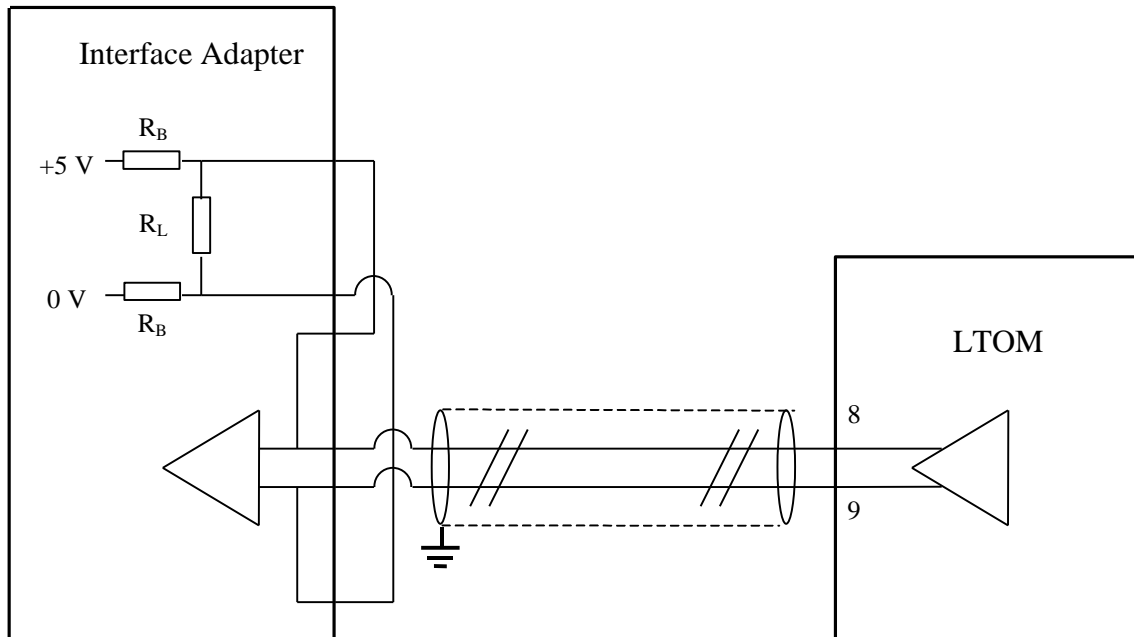 Interface Adapter
R_B
+5 V
R_L
0 V
R_B
LTOM
8
9